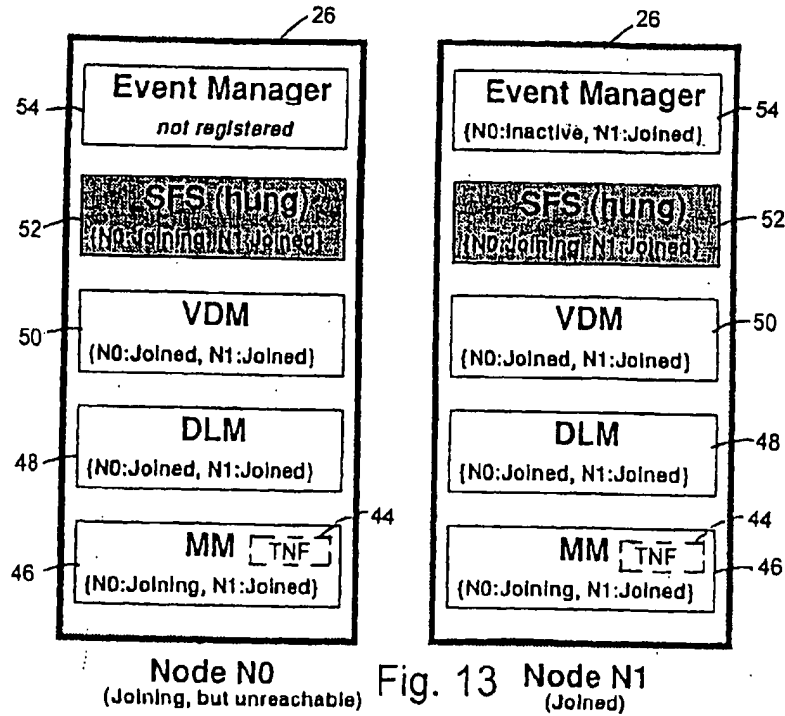 26
Event Manager
not registered
54
SFS (hung)
{N0:Joining, N1:Joined}
52
VDM
{N0:Joined, N1:Joined}
50
DLM
{N0:Joined, N1:Joined}
48
44
MM TNF
{N0:Joining, N1:Joined}
46
Node N0
(Joining, but unreachable)
26
Event Manager
{N0:Inactive, N1:Joined}
54
SFS (hung)
{N0:Joining N1:Joined}
52
VDM
{N0:Joined, N1:Joined}
50
DLM
{N0:Joined, N1:Joined}
48
44
MM TNF
{N0:Joining, N1:Joined}
46
Node N1
(Joined)
Fig. 13